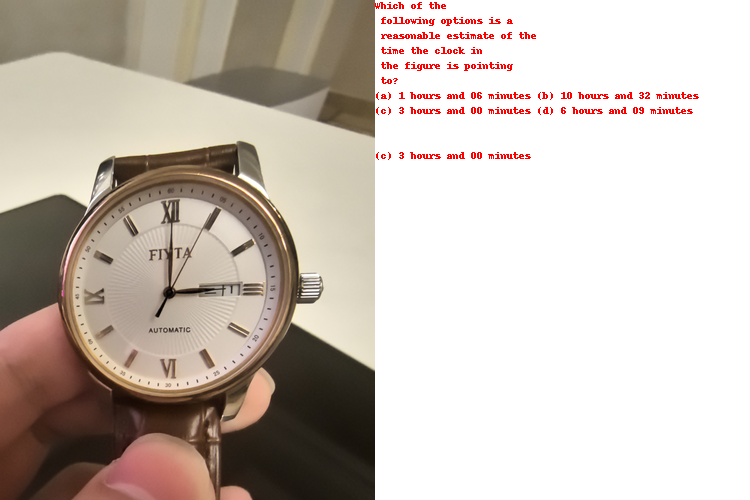 Which of the
following options is a
reasonable estimate of the
time the clock in
the figure is pointing
to?
(a) 1 hours and 06 minutes (b) 10 hours and 32 minutes
(c) 3 hours and 00 minutes (d) 6 hours and 09 minutes
(c) 3 hours and 00 minutes
XII
FIYTA
AUTOMATIC
VI